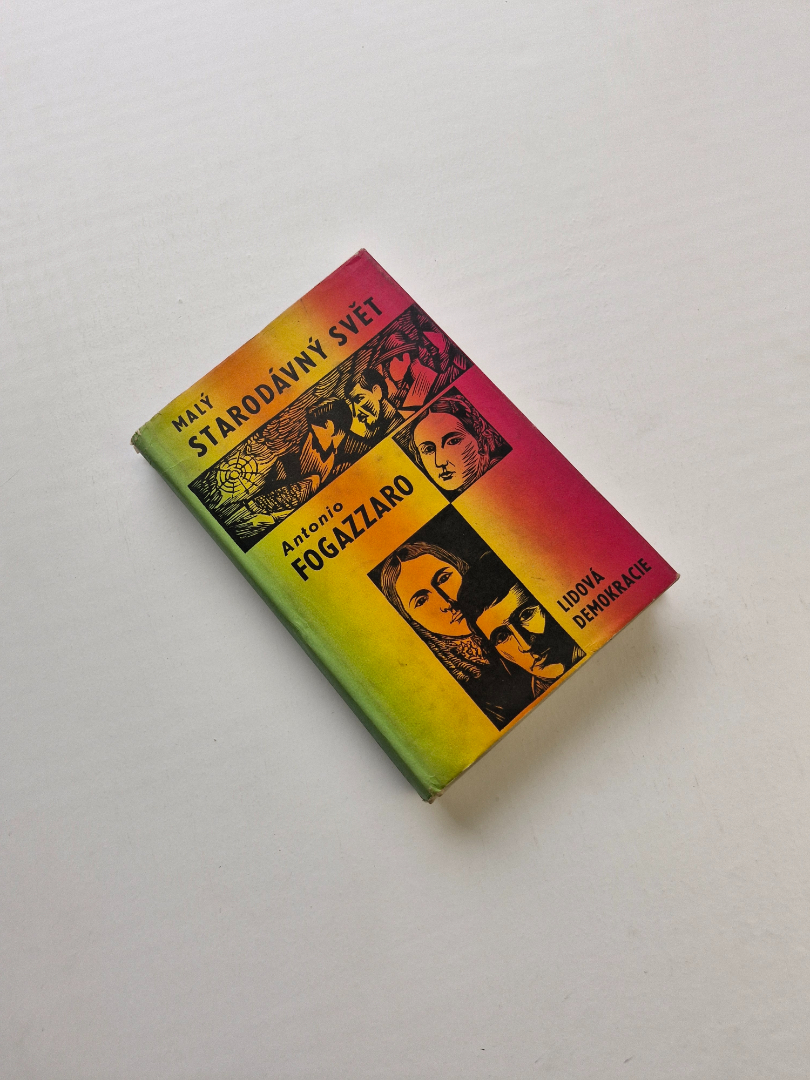 MALÝ
STARODÁVNÝ SVĚT
Antonio
FOGAZZARO
LIDOVÁ
DEMOKRACIE